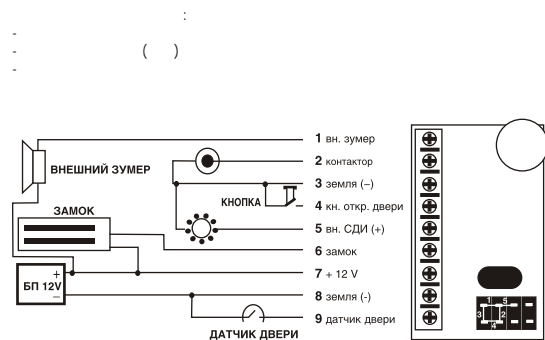 :
-
- ( )
-
1 вн. зумер
2 контактор
ВНЕШНИЙ ЗУМЕР
3 земля (–)
КНОПКА
4 кн. откр. двери
ЗАМОК
5 вн. СДИ (+)
6 замок
+
7 + 12 V
БП 12V
–
8 земля (-)
9 датчик двери
ДАТЧИК ДВЕРИ
1 5
3 2
4